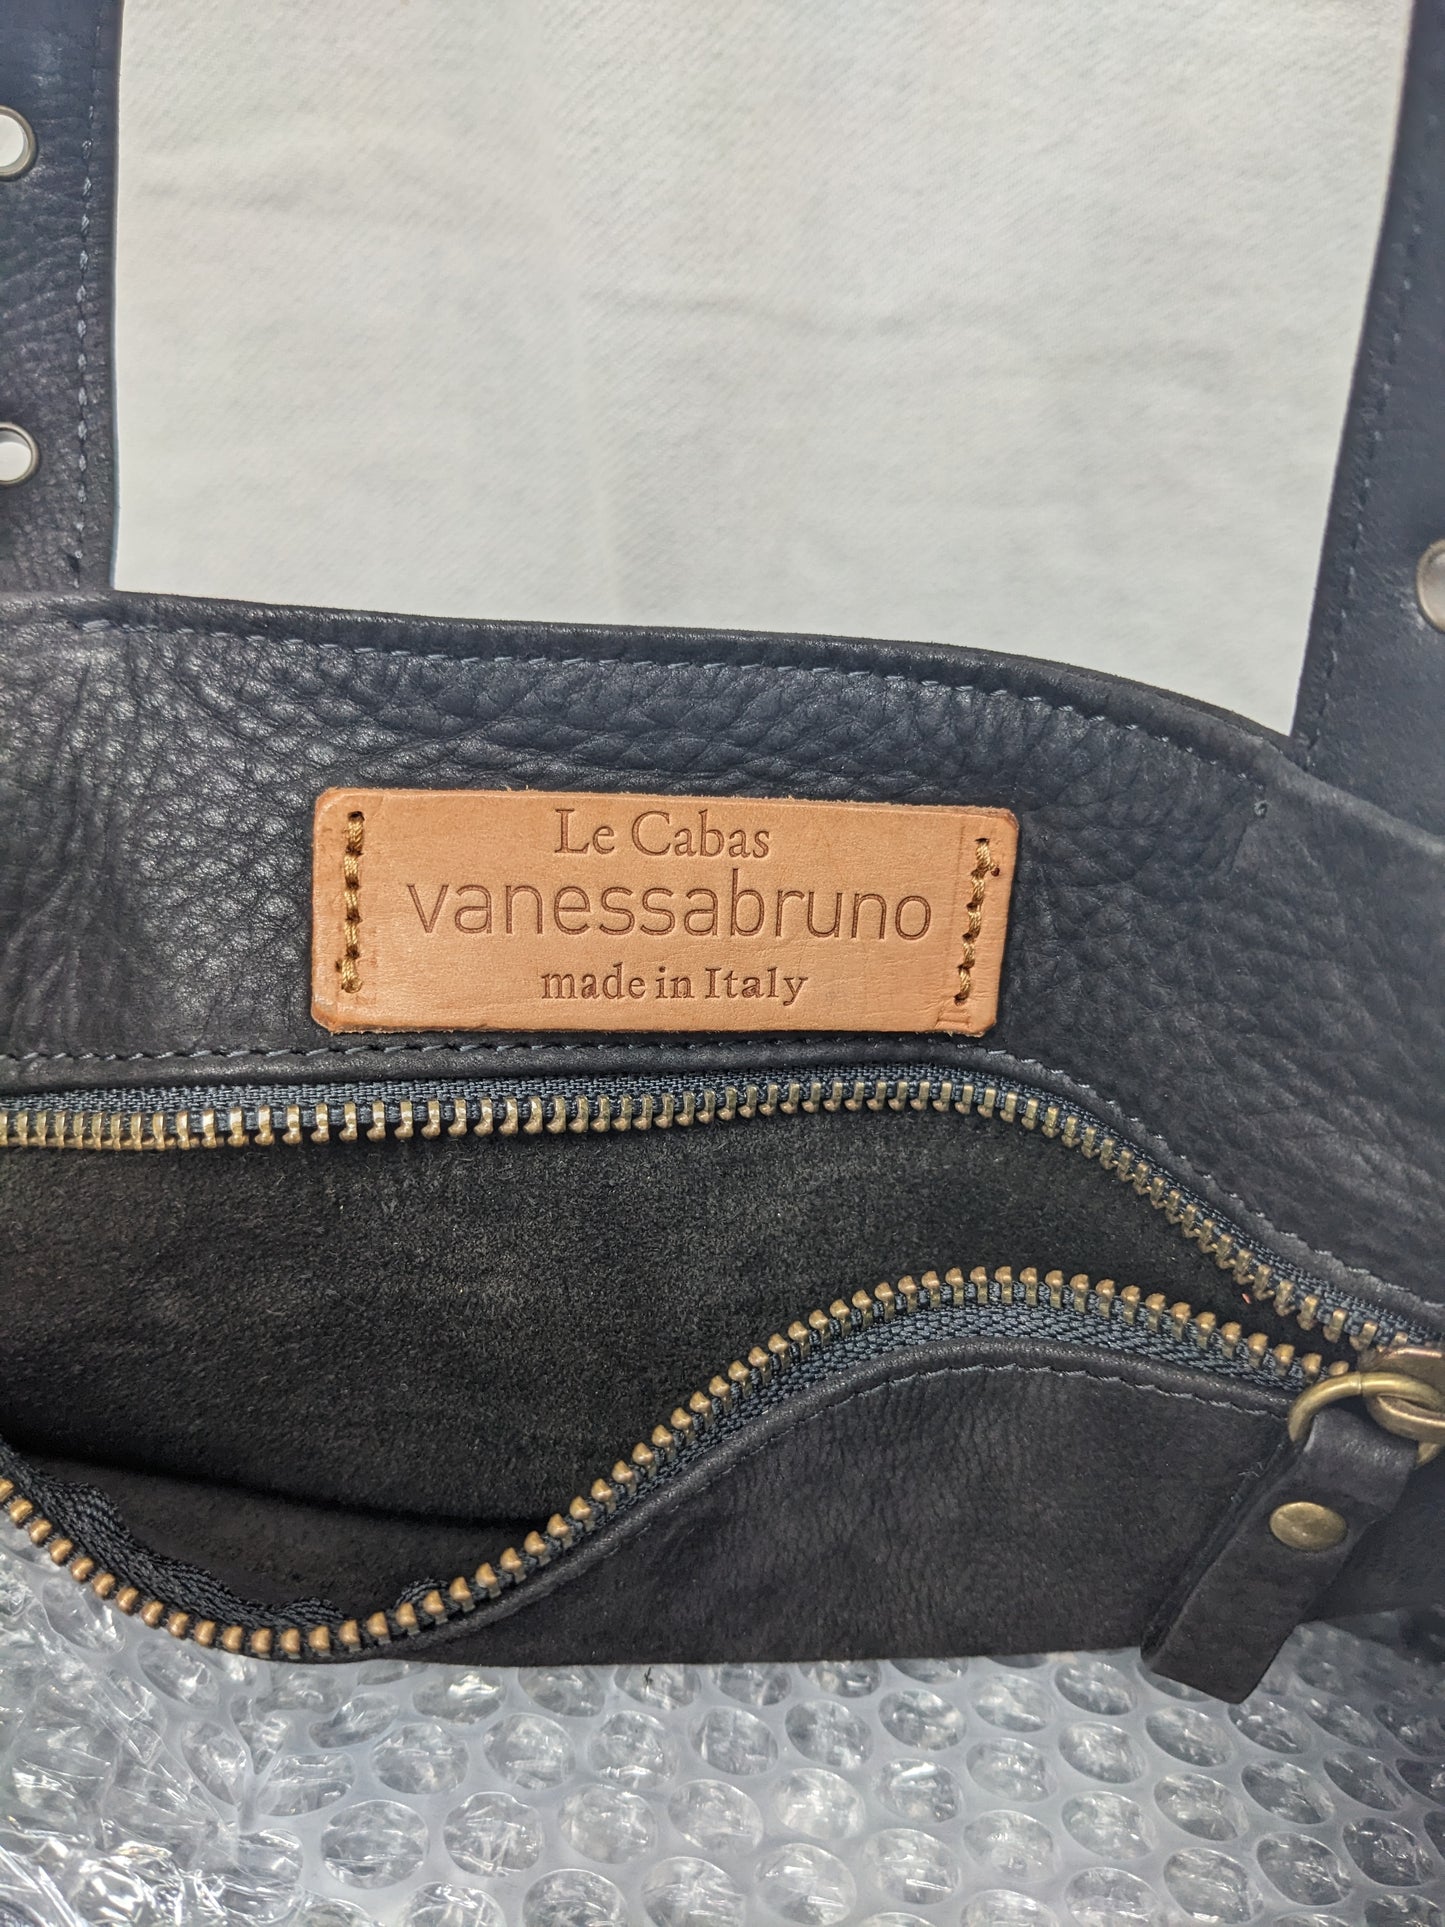 Le Cabas
vanessabruno
made in Italy